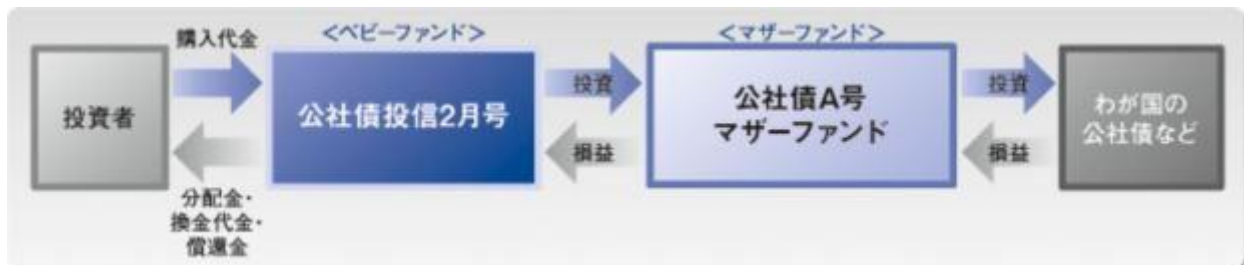 購入代金
<ベビーファンド>
<マザーファンド>
投資者
公社債投信2月号
投資
公社債A号
マザーファンド
投資
わが国の
公社債など
損益
損益
分配金・
換金代金・
償還金